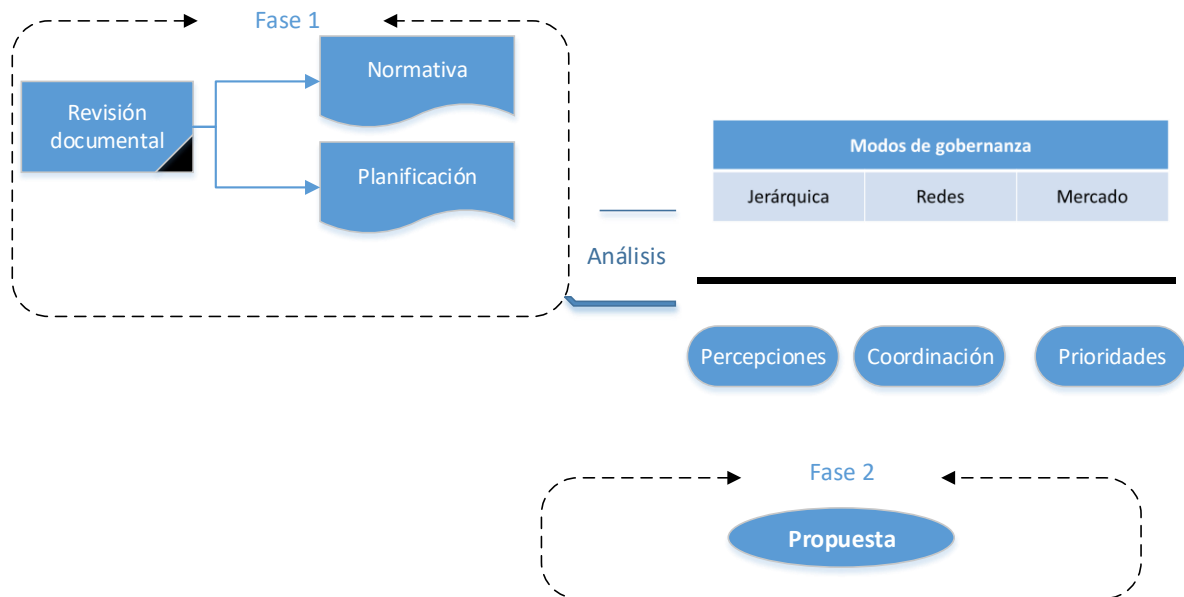 Fase 1
Revisión
documental
Normativa
Planificación
Análisis
Modos de gobernanza
Jerárquica Redes Mercado
Percepciones Coordinación Prioridades
Fase 2
Propuesta